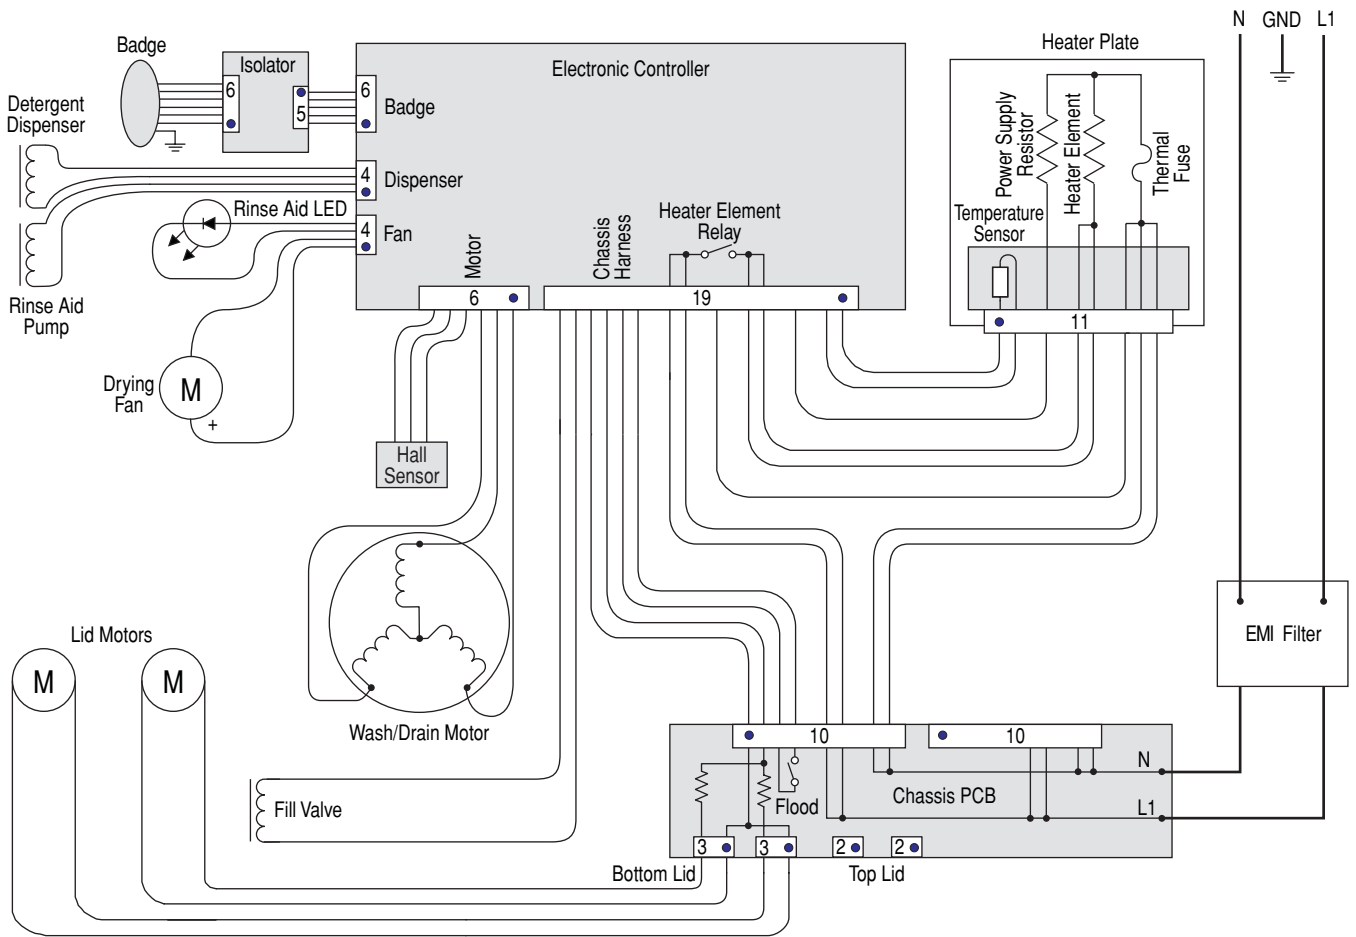 N GND L1
Badge
Isolator
Electronic Controller
Heater Plate
6
6
5
Badge
Detergent
Dispenser
4
Dispenser
Rinse Aid LED
4
Fan
Rinse Aid
Pump
Motor
6
Chassis
Harness
Heater Element
Relay
19
Power Supply
Resistor
Heater Element
Thermal
Fuse
Temperature
Sensor
11
Drying
Fan
M
+
Hall
Sensor
EMI Filter
Lid Motors
M
M
Wash/Drain Motor
Fill Valve
10
10
N
Flood
Chassis PCB
L1
3
3
2
2
Bottom Lid
Top Lid
6